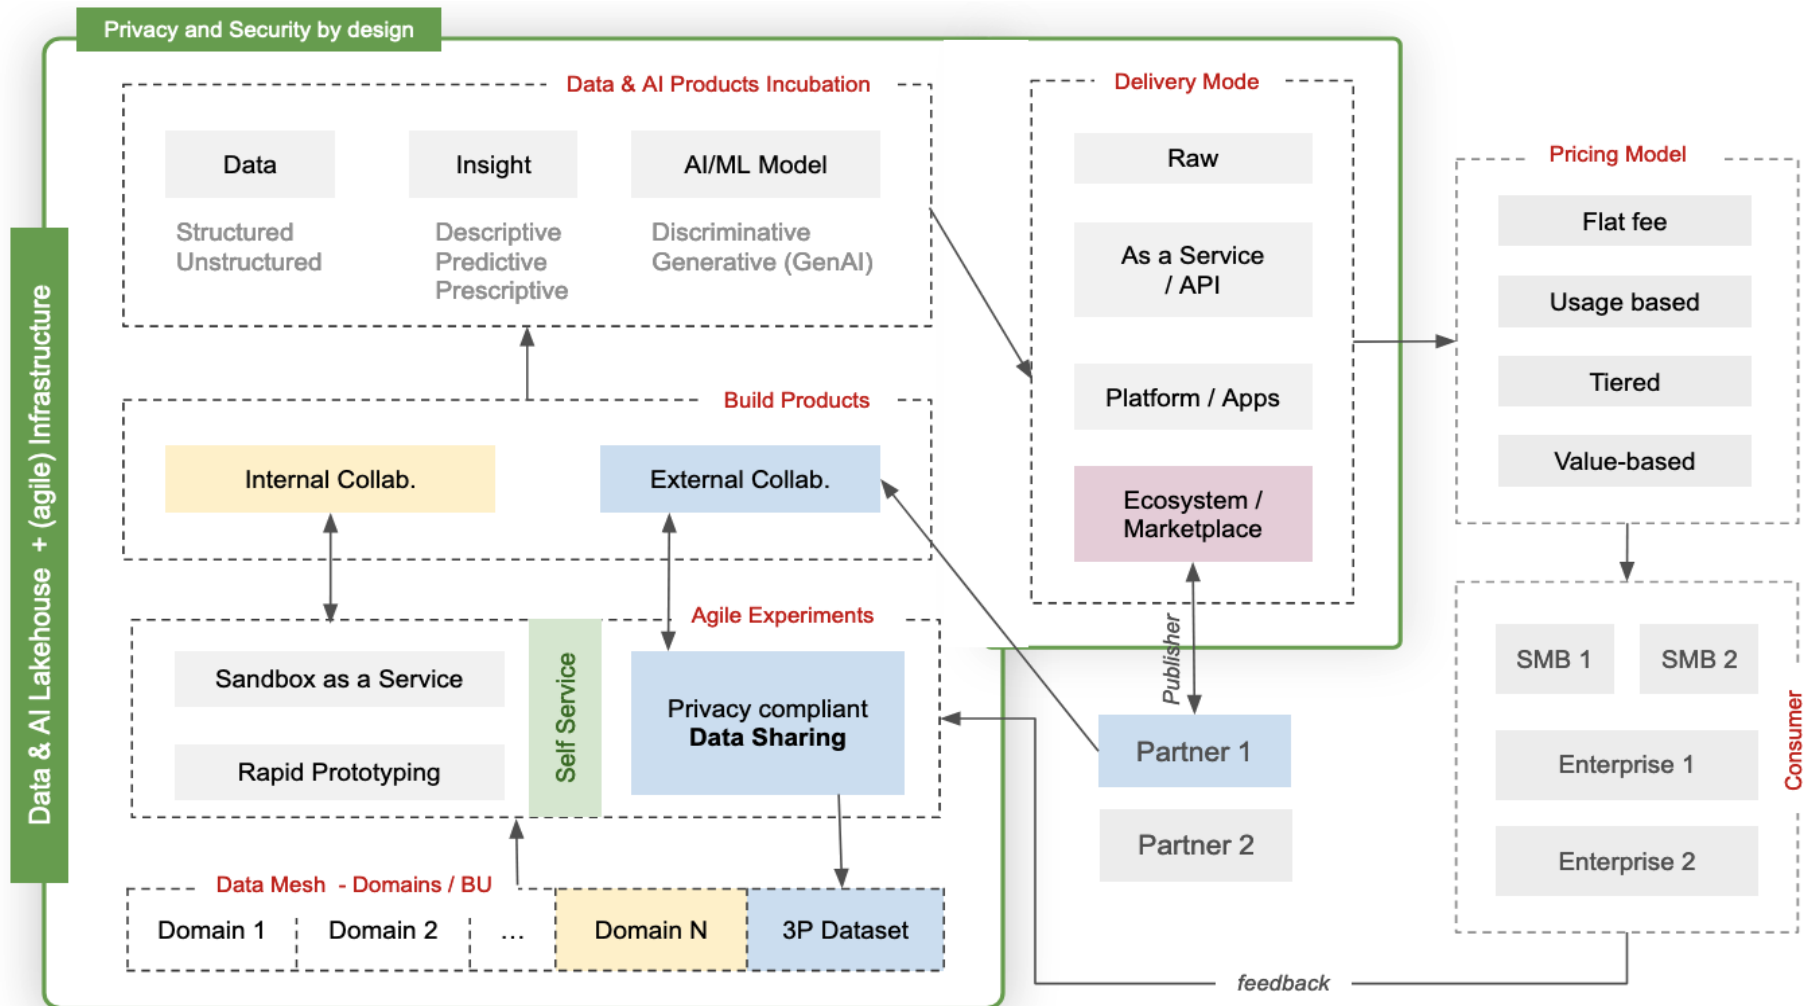 Privacy and Security by design
Data & AI Lakehouse + (agile) Infrastructure
Data & AI Products Incubation
Data
Insight
AI/ML Model
Structured
Unstructured
Descriptive
Predictive
Prescriptive
Discriminative
Generative (GenAI)
Build Products
Internal Collab.
External Collab.
Agile Experiments
Sandbox as a Service
Rapid Prototyping
Self Service
Privacy compliant
Data Sharing
Data Mesh - Domains / BU
Domain 1
Domain 2
...
Domain N
3P Dataset
Delivery Mode
Raw
As a Service
/ API
Platform / Apps
Ecosystem /
Marketplace
Publisher
Partner 1
Partner 2
Pricing Model
Flat fee
Usage based
Tiered
Value-based
Consumer
SMB 1
SMB 2
Enterprise 1
Enterprise 2
feedback